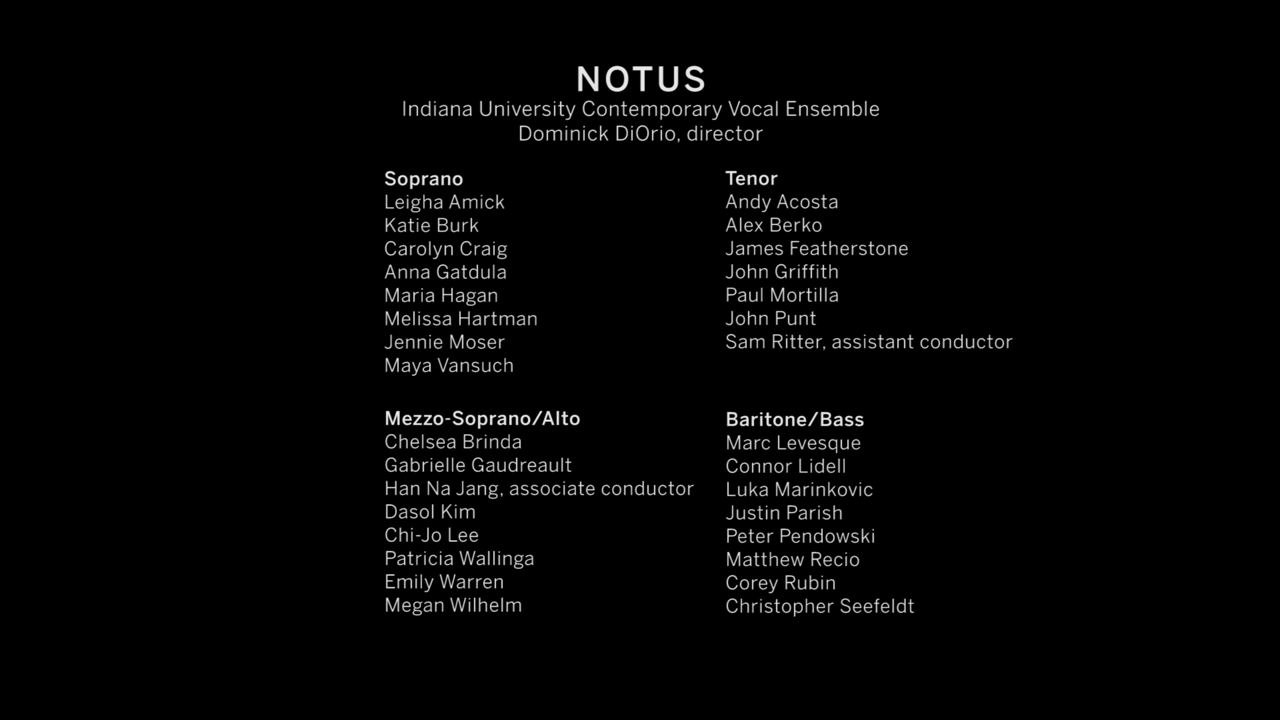 NOTUS
Indiana University Contemporary Vocal Ensemble
Dominick DiOrio, director
Soprano
Leigha Amick
Katie Burk
Carolyn Craig
Anna Gatdula
Maria Hagan
Melissa Hartman
Jennie Moser
Maya Vansuch
Tenor
Andy Acosta
Alex Berko
James Featherstone
John Griffith
Paul Mortilla
John Punt
Sam Ritter, assistant conductor
Mezzo-Soprano/Alto
Chelsea Brinda
Gabrielle Gaudreault
Han Na Jang, associate conductor
Dasol Kim
Chi-Jo Lee
Patricia Wallinga
Emily Warren
Megan Wilhelm
Baritone/Bass
Marc Levesque
Connor Lidell
Luka Marinkovic
Justin Parish
Peter Pendowski
Matthew Recio
Corey Rubin
Christopher Seefeldt